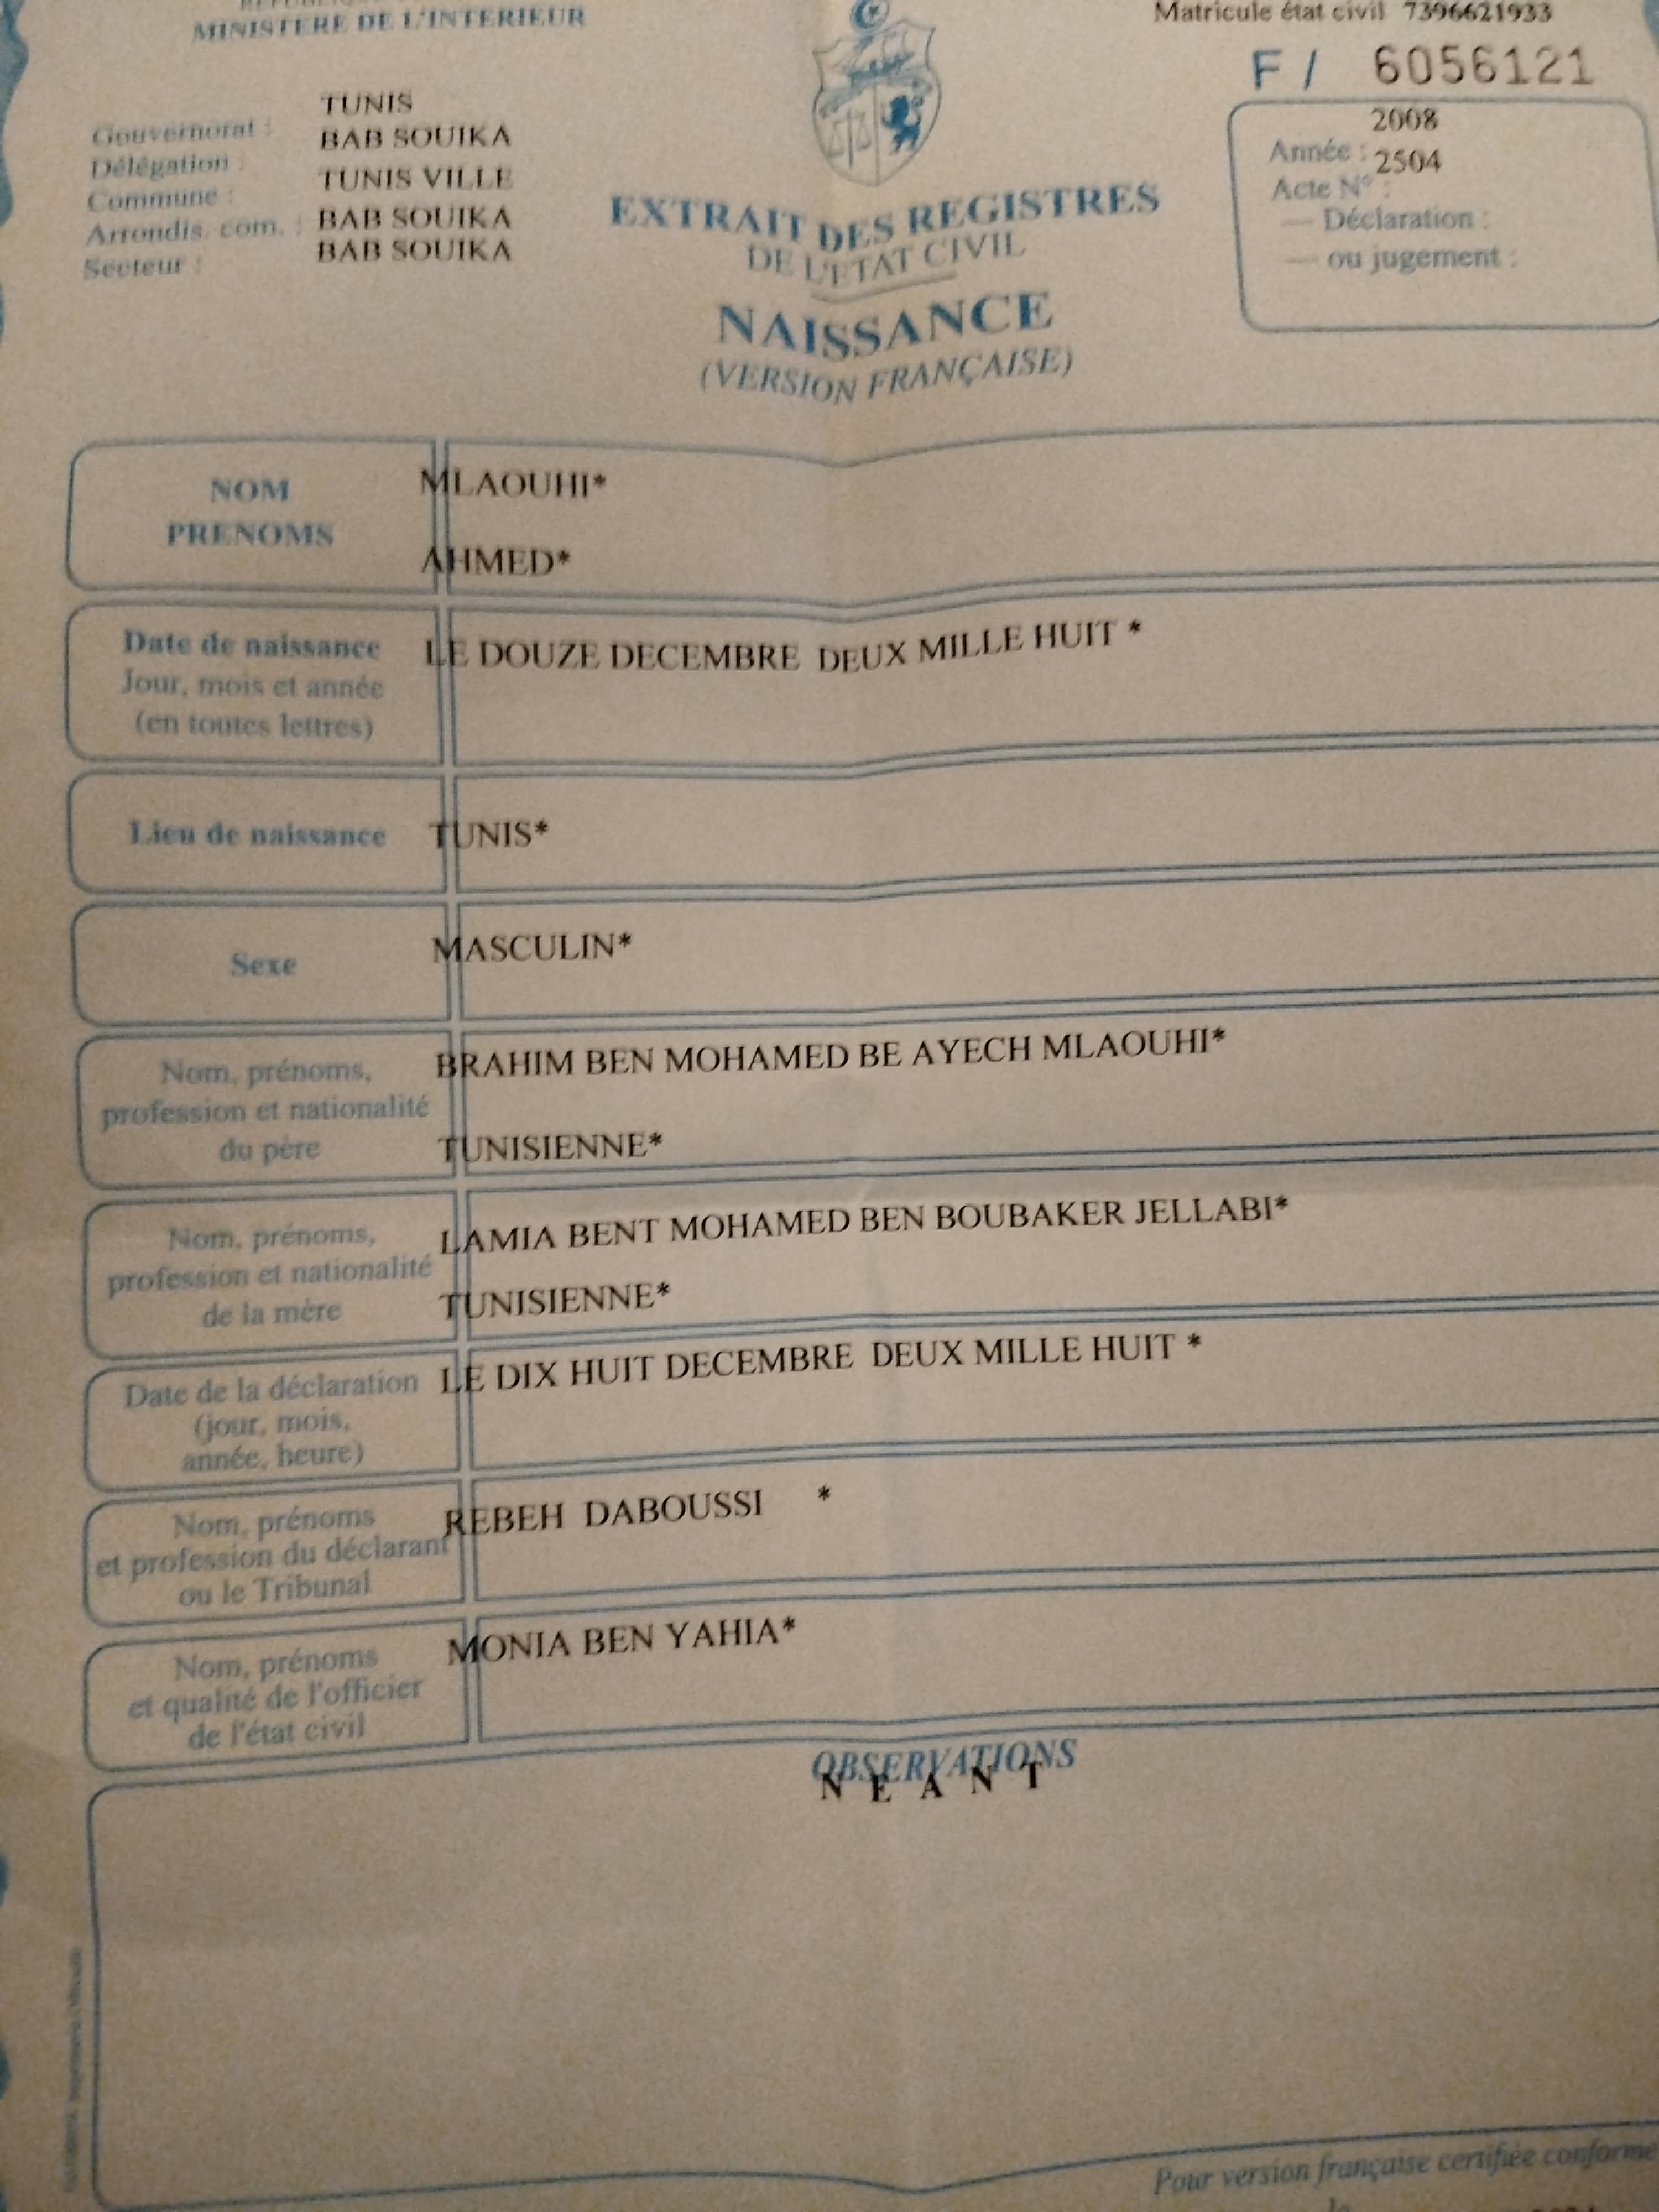 MINISTERE DE L'INTERIEUR
Matricule état civil 7396621933
F / 6056121
Gouvernorat : TUNIS
Délégation : BAB SOUIKA
Commune : TUNIS VILLE
Arrondis. com. : BAB SOUIKA
Secteur : BAB SOUIKA
2008
Année :
2504
Acte N° :
— Déclaration :
— ou jugement :
EXTRAIT DES REGISTRES
DE L'ETAT CIVIL
NAISSANCE
(VERSION FRANÇAISE)
NOM MLAOUHI*
PRENOMS AHMED*
Date de naissance LE DOUZE DECEMBRE DEUX MILLE HUIT *
Jour, mois et année
(en toutes lettres)
Lieu de naissance TUNIS*
Sexe MASCULIN*
Nom, prénoms, BRAHIM BEN MOHAMED BE AYECH MLAOUHI*
profession et nationalité
du père TUNISIENNE*
Nom, prénoms, LAMIA BENT MOHAMED BEN BOUBAKER JELLABI*
profession et nationalité
de la mère TUNISIENNE*
Date de la déclaration LE DIX HUIT DECEMBRE DEUX MILLE HUIT *
(jour, mois,
année, heure)
Nom, prénoms REBEH DABOUSSI *
et profession du déclarant
ou le Tribunal
Nom, prénoms MONIA BEN YAHIA*
et qualité de l'officier
de l'état civil
OBSERVATIONS
N E A N T
Pour version française certifiée conforme